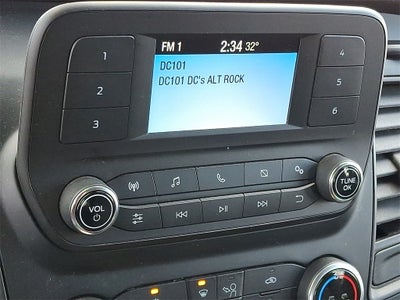 FM 1 2:34 32°
DC101
DC101 DC's ALT ROCK
1
2
3
4
5
6
VOL
TUNE
OK